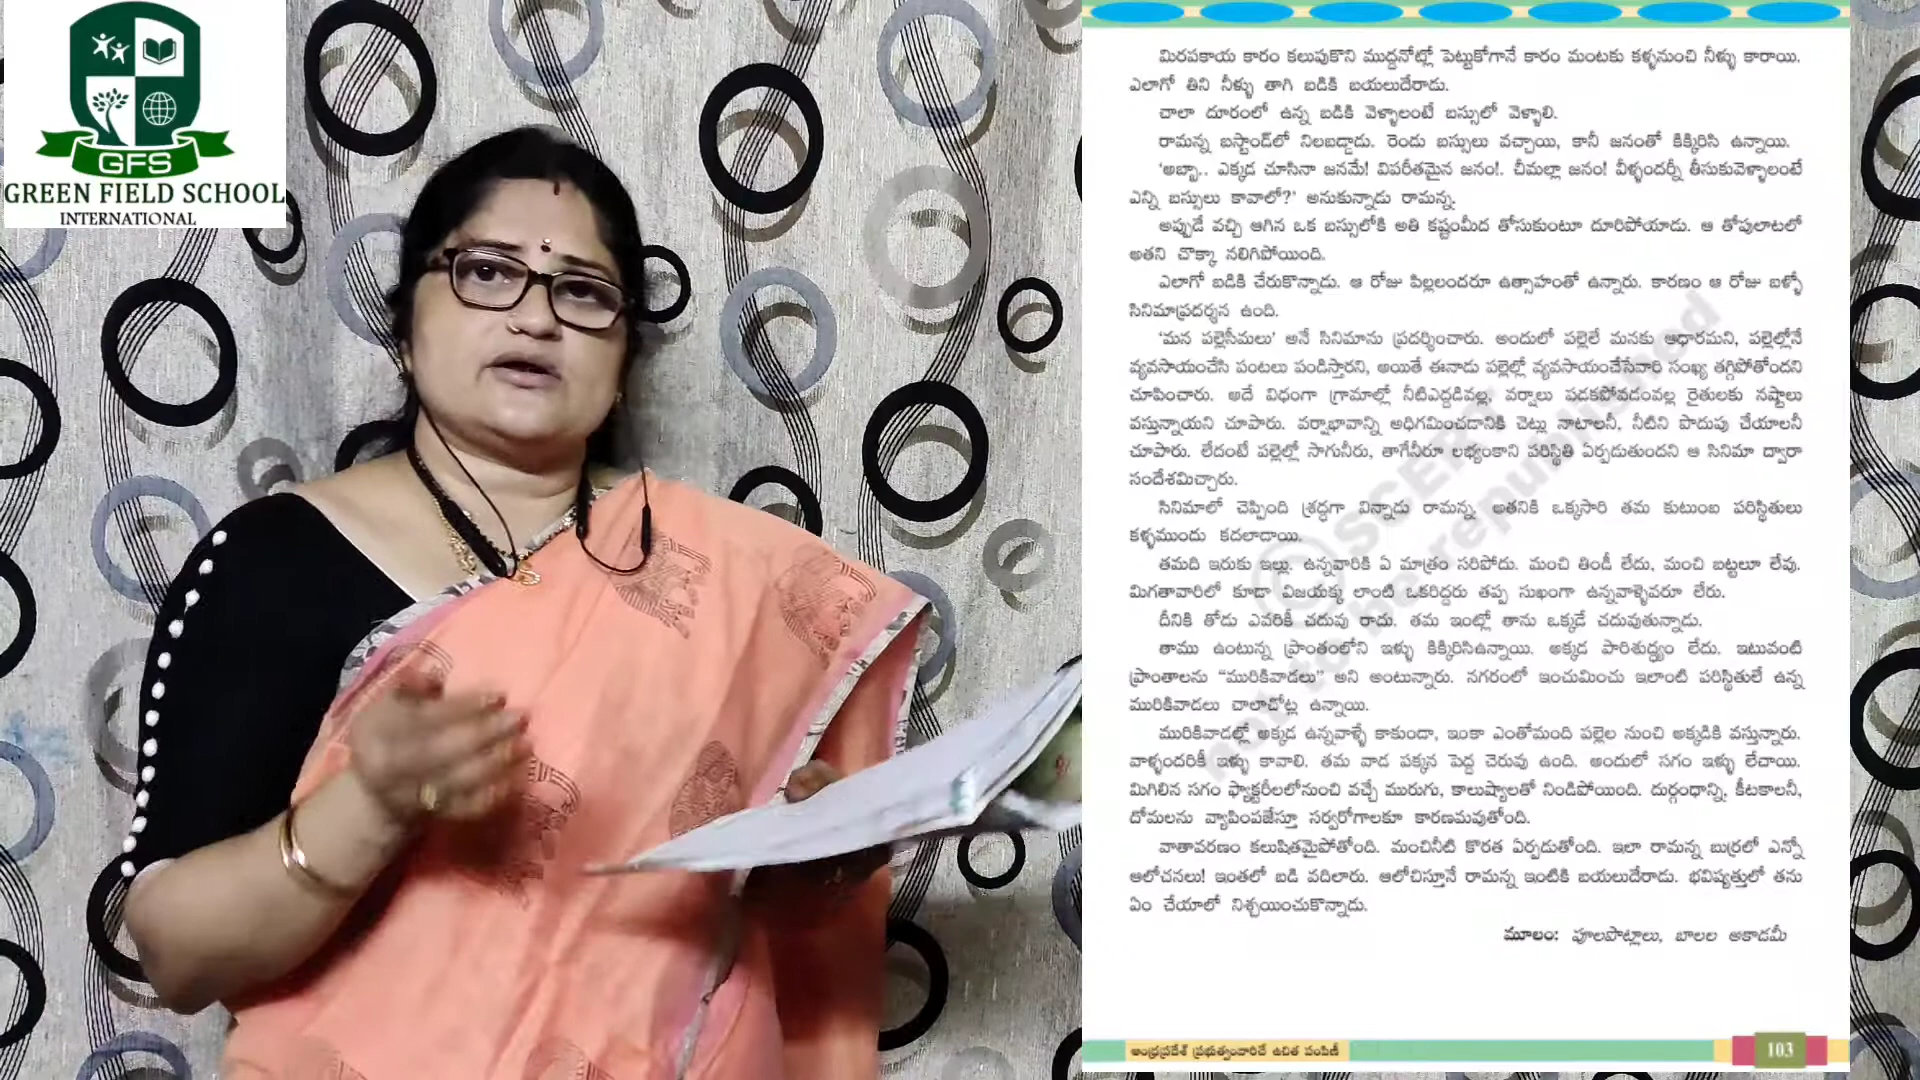 GFS
GREEN FIELD SCHOOL
INTERNATIONAL
మిరపకాయ కారం కలుపుకొని ముద్దనోట్లో పెట్టుకోగానే కారం మంటకు కళ్ళనుంచి నీళ్ళు కారాయి.
ఎలాగో తిని నీళ్ళు తాగి బడికి బయలుదేరాడు.
చాలా దూరంలో ఉన్న బడికి వెళ్ళాలంటే బస్సులో వెళ్ళాలి.
రామన్న బస్టాండ్‌లో నిలబడ్డాడు. రెండు బస్సులు వచ్చాయి, కానీ జనంతో కిక్కిరిసి ఉన్నాయి.
'అబ్బా.. ఎక్కడ చూసినా జనమే! విపరీతమైన జనం!. చీమల్లా జనం! వీళ్ళందర్నీ తీసుకువెళ్ళాలంటే
ఎన్ని బస్సులు కావాలో?' అనుకున్నాడు రామన్న.
అప్పుడే వచ్చి ఆగిన ఒక బస్సులోకి అతి కష్టంమీద తోసుకుంటూ దూరిపోయాడు. ఆ తోపులాటలో
అతని చొక్కా నలిగిపోయింది.
ఎలాగో బడికి చేరుకొన్నాడు. ఆ రోజు పిల్లలందరూ ఉత్సాహంతో ఉన్నారు. కారణం ఆ రోజు బళ్ళో
సినిమాప్రదర్శన ఉంది.
'మన పల్లెసీమలు' అనే సినిమాను ప్రదర్శించారు. అందులో పల్లెలే మనకు ఆధారమని, పల్లెల్లోనే
వ్యవసాయంచేసి పంటలు పండిస్తారని, అయితే ఈనాడు పల్లెల్లో వ్యవసాయంచేసేవారి సంఖ్య తగ్గిపోతోందని
చూపించారు. అదే విధంగా గ్రామాల్లో నీటిఎద్దడివల్ల, వర్షాలు పడకపోవడంవల్ల రైతులకు నష్టాలు
వస్తున్నాయని చూపారు. వర్షాభావాన్ని అధిగమించడానికి చెట్లు నాటాలనీ, నీటిని పొదుపు చేయాలనీ
చూపారు. లేదంటే పల్లెల్లో సాగునీరు, తాగేనీరూ లభ్యంకాని పరిస్థితి ఏర్పడుతుందని ఆ సినిమా ద్వారా
సందేశమిచ్చారు.
సినిమాలో చెప్పింది శ్రద్ధగా విన్నాడు రామన్న. అతనికి ఒక్కసారి తమ కుటుంబ పరిస్థితులు
కళ్ళముందు కదలాడాయి.
తమది ఇరుకు ఇల్లు. ఉన్నవారికి ఏ మాత్రం సరిపోదు. మంచి తిండీ లేదు, మంచి బట్టలూ లేవు.
మిగతావారిలో కూడా విజయక్క లాంటి ఒకరిద్దరు తప్ప సుఖంగా ఉన్నవాళ్ళెవరూ లేరు.
దీనికి తోడు ఎవరికీ చదువు రాదు. తమ ఇంట్లో తాను ఒక్కడే చదువుతున్నాడు.
తాము ఉంటున్న ప్రాంతంలోని ఇళ్ళు కిక్కిరిసిఉన్నాయి. అక్కడ పారిశుద్ధ్యం లేదు. ఇటువంటి
ప్రాంతాలను "మురికివాడలు" అని అంటున్నారు. నగరంలో ఇంచుమించు ఇలాంటి పరిస్థితులే ఉన్న
మురికివాడలు చాలాచోట్ల ఉన్నాయి.
మురికివాడల్లో అక్కడ ఉన్నవాళ్ళే కాకుండా, ఇంకా ఎంతోమంది పల్లెల నుంచి అక్కడికి వస్తున్నారు.
వాళ్ళందరికీ ఇళ్ళు కావాలి. తమ వాడ పక్కన పెద్ద చెరువు ఉంది. అందులో సగం ఇళ్ళు లేచాయి.
మిగిలిన సగం ఫ్యాక్టరీలలోనుంచి వచ్చే మురుగు, కాలుష్యాలతో నిండిపోయింది. దుర్గంధాన్ని, కీటకాలనీ,
దోమలను వ్యాపింపజేస్తూ సర్వరోగాలకూ కారణమవుతోంది.
వాతావరణం కలుషితమైపోతోంది. మంచినీటి కొరత ఏర్పడుతోంది. ఇలా రామన్న బుర్రలో ఎన్నో
ఆలోచనలు! ఇంతలో బడి వదిలారు. ఆలోచిస్తూనే రామన్న ఇంటికి బయలుదేరాడు. భవిష్యత్తులో తను
ఏం చేయాలో నిశ్చయించుకొన్నాడు.
మూలం: పూలపొట్లాలు, బాలల అకాడమీ
© SCERT
not to be republished
ఆంధ్రప్రదేశ్ ప్రభుత్వంవారిచే ఉచిత పంపిణీ
103